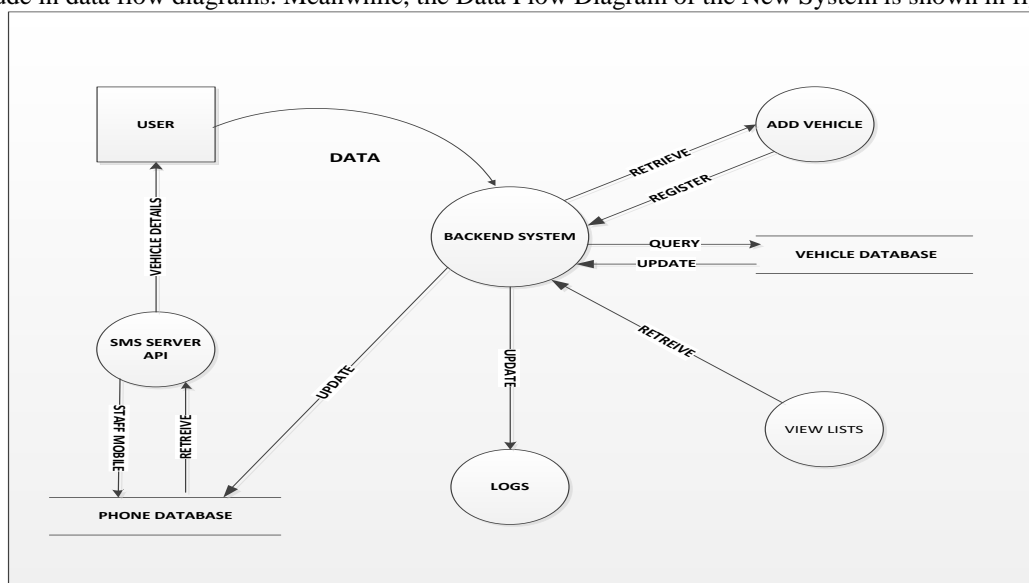 ude in data flow diagrams. Meanwhile, the Data Flow Diagram of the New System is shown in
USER
DATA
ADD VEHICLE
RETRIEVE
REGISTER
BACKEND SYSTEM
QUERY
UPDATE
VEHICLE DATABASE
VEHICLE DETAILS
SMS SERVER
API
UPDATE
UPDATE
RETREIVE
STAFF MOBILE
RETREIVE
VIEW LISTS
LOGS
PHONE DATABASE